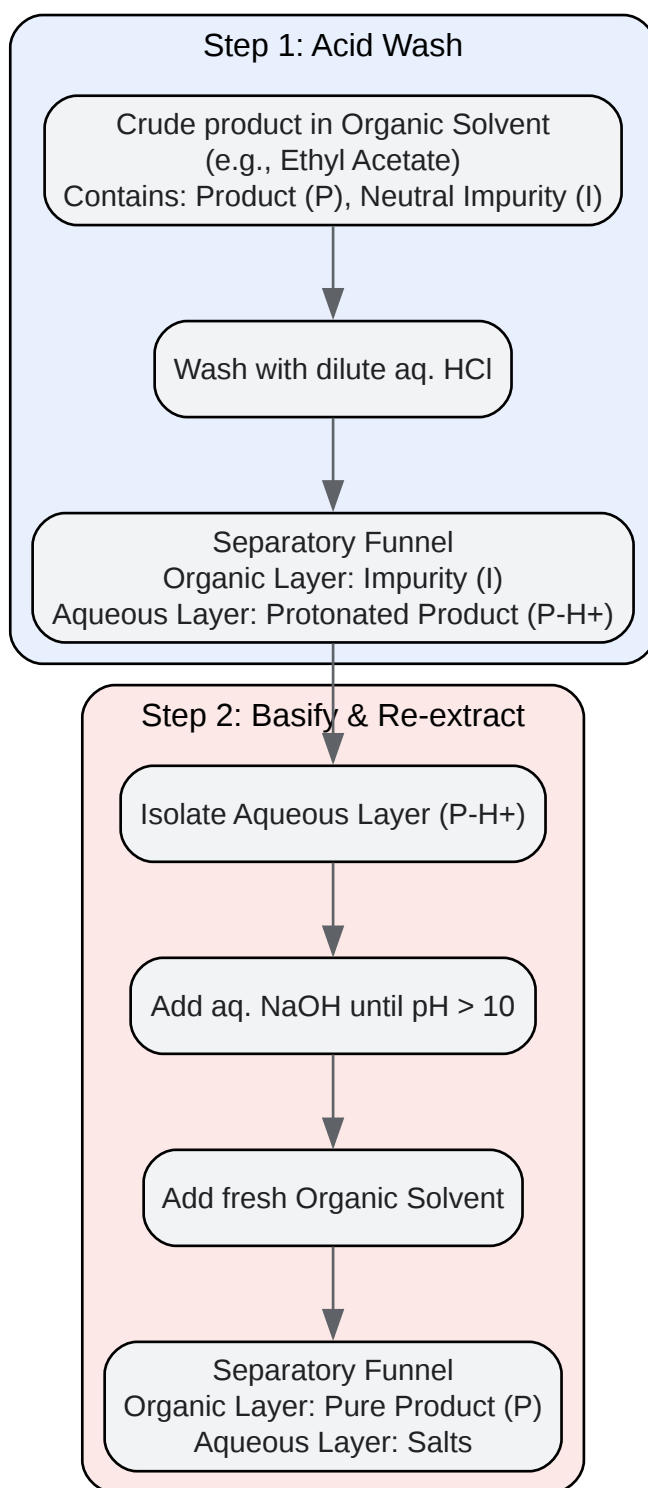 Step 1: Acid Wash
Crude product in Organic Solvent
(e.g., Ethyl Acetate)
Contains: Product (P), Neutral Impurity (I)
Wash with dilute aq. HCl
Separatory Funnel
Organic Layer: Impurity (I)
Aqueous Layer: Protonated Product (P-H+)
Step 2: Basify & Re-extract
Isolate Aqueous Layer (P-H+)
Add aq. NaOH until pH > 10
Add fresh Organic Solvent
Separatory Funnel
Organic Layer: Pure Product (P)
Aqueous Layer: Salts